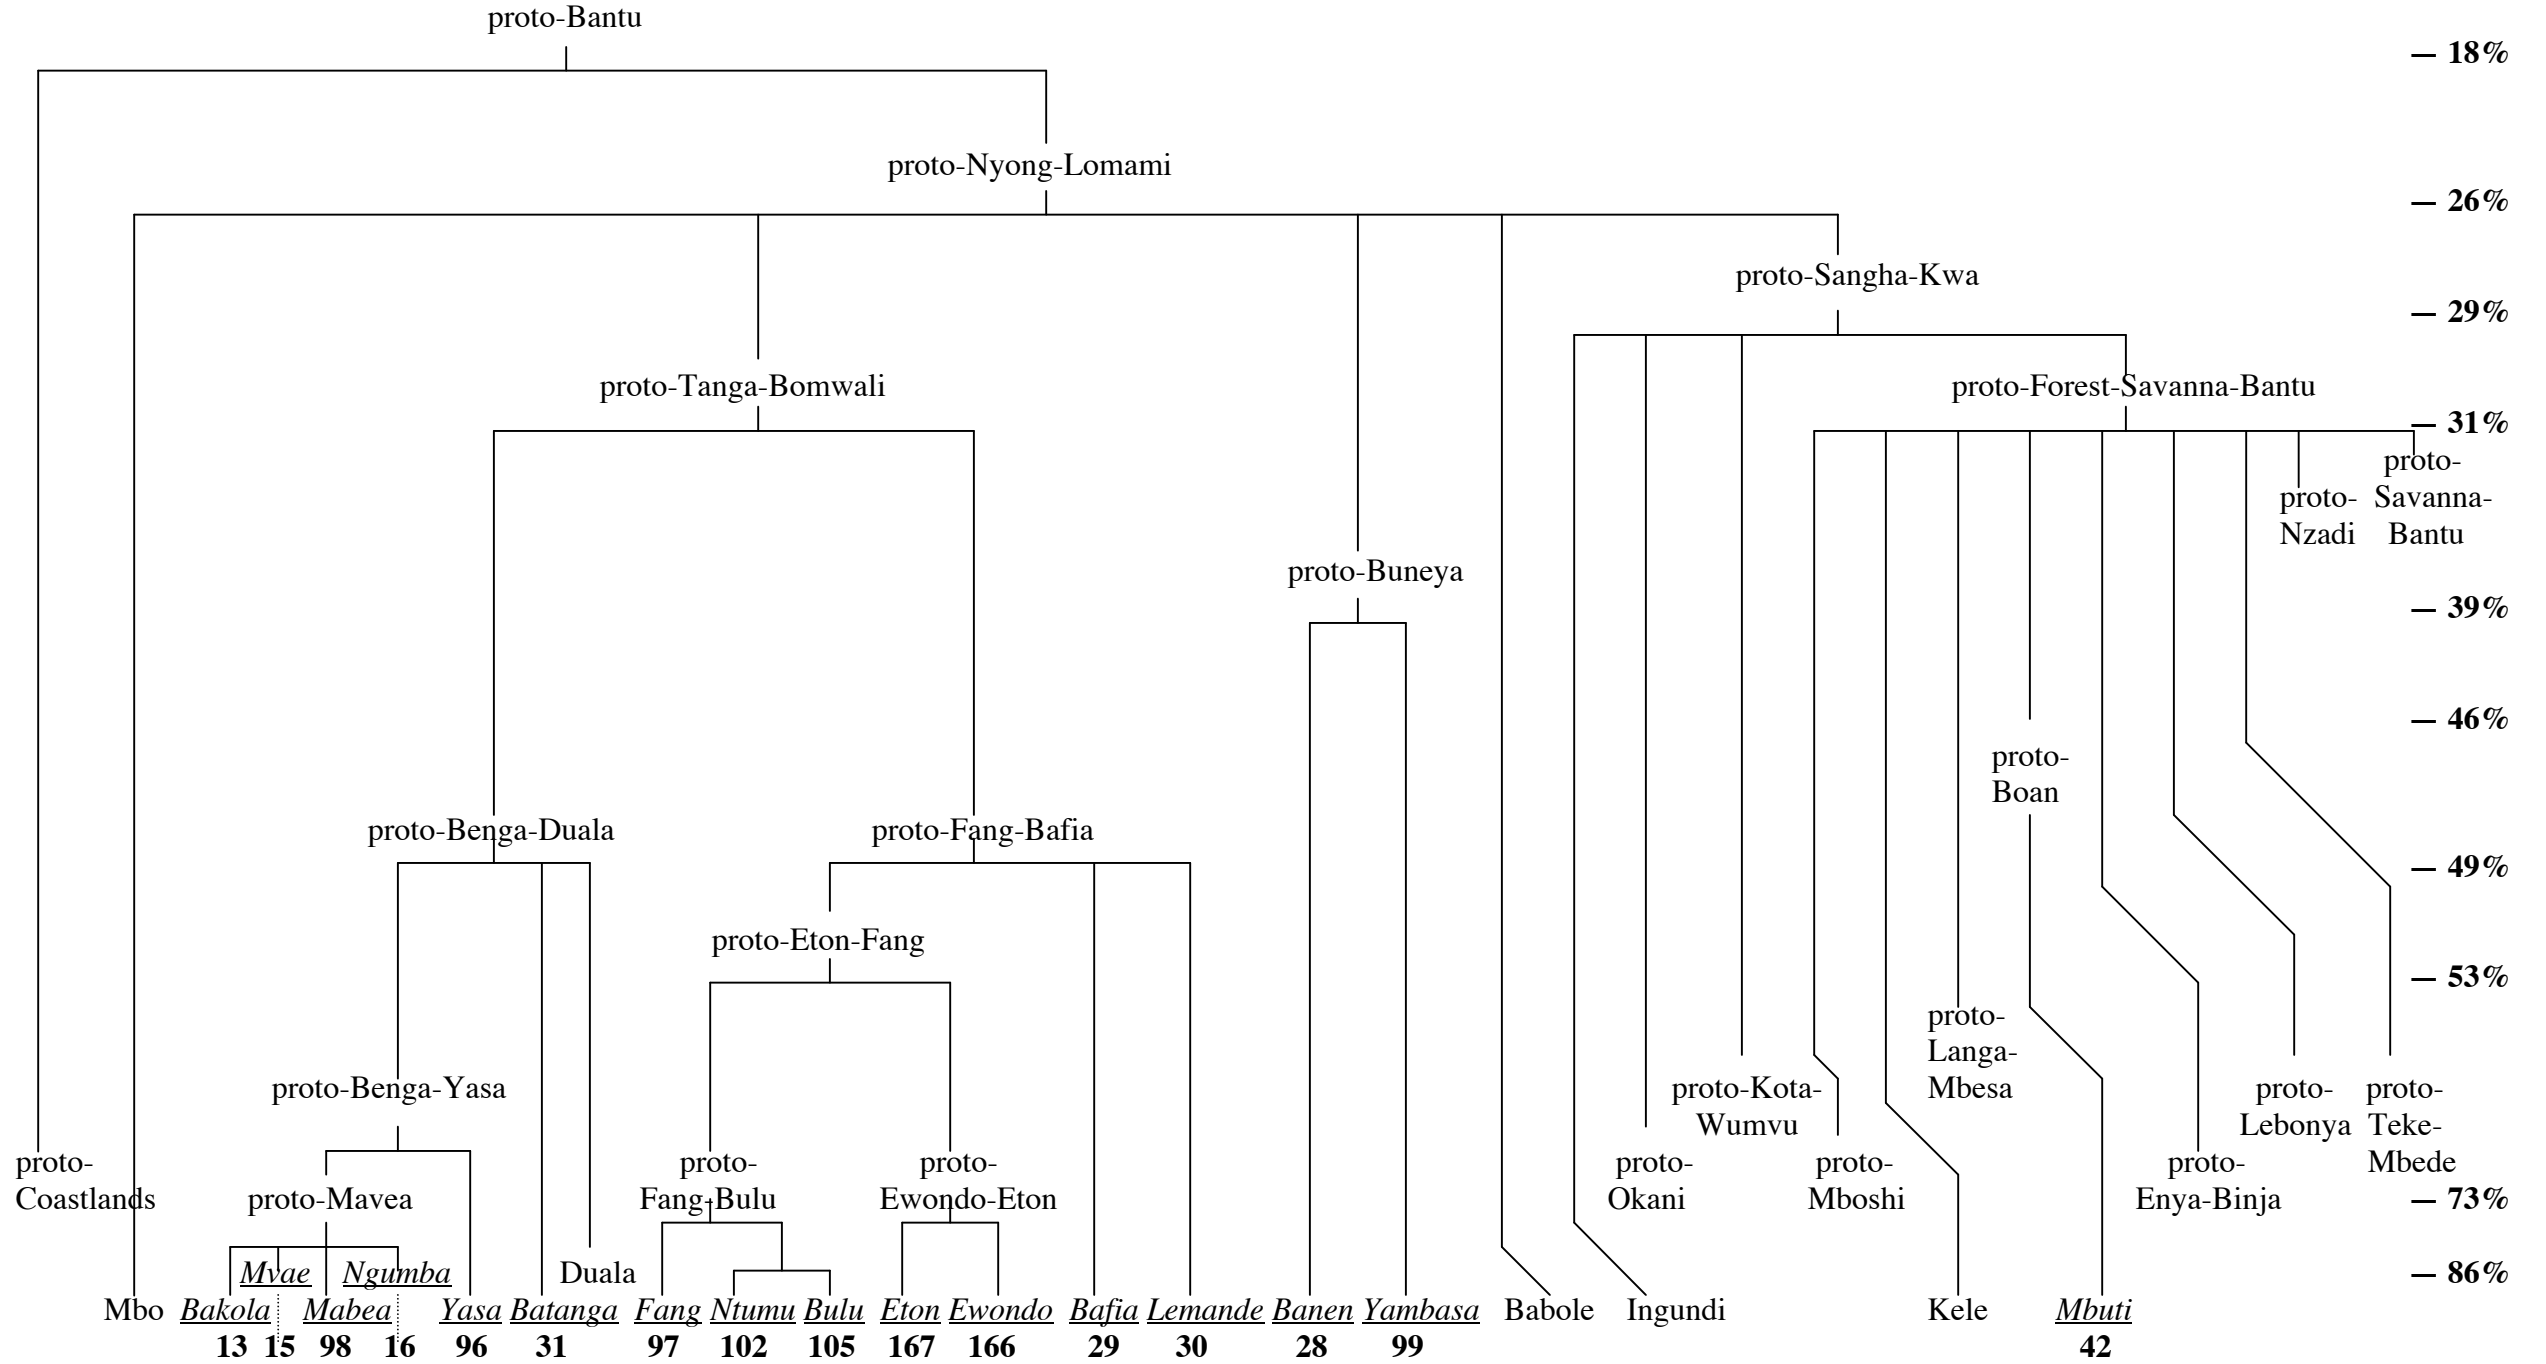 proto-Bantu
— 18%
proto-Nyong-Lomami
— 26%
proto-Sangha-Kwa
— 29%
proto-Tanga-Bomwali
proto-Forest-Savanna-Bantu
— 31%
proto-
Nzadi
proto-
Savanna-
Bantu
proto-Buneya
— 39%
— 46%
proto-
Boan
proto-Benga-Duala
proto-Fang-Bafia
— 49%
proto-Eton-Fang
— 53%
proto-
Langa-
Mbesa
proto-Benga-Yasa
proto-Kota-
Wumvu
proto-
Lebonya
proto-
Teke-
Mbede
proto-
Coastlands
proto-Mavea
proto-
Fang-Bulu
proto-
Ewondo-Eton
proto-
Okani
proto-
Mboshi
proto-
Enya-Binja
— 73%
Mvae Ngumba Duala
— 86%
Mbo Bakola Mabea Yasa Batanga Fang Ntumu Bulu Eton Ewondo Bafia Lemande Banen Yambasa Babole Ingundi Kele Mbuti
13 15 98 16 96 31 97 102 105 167 166 29 30 28 99 42